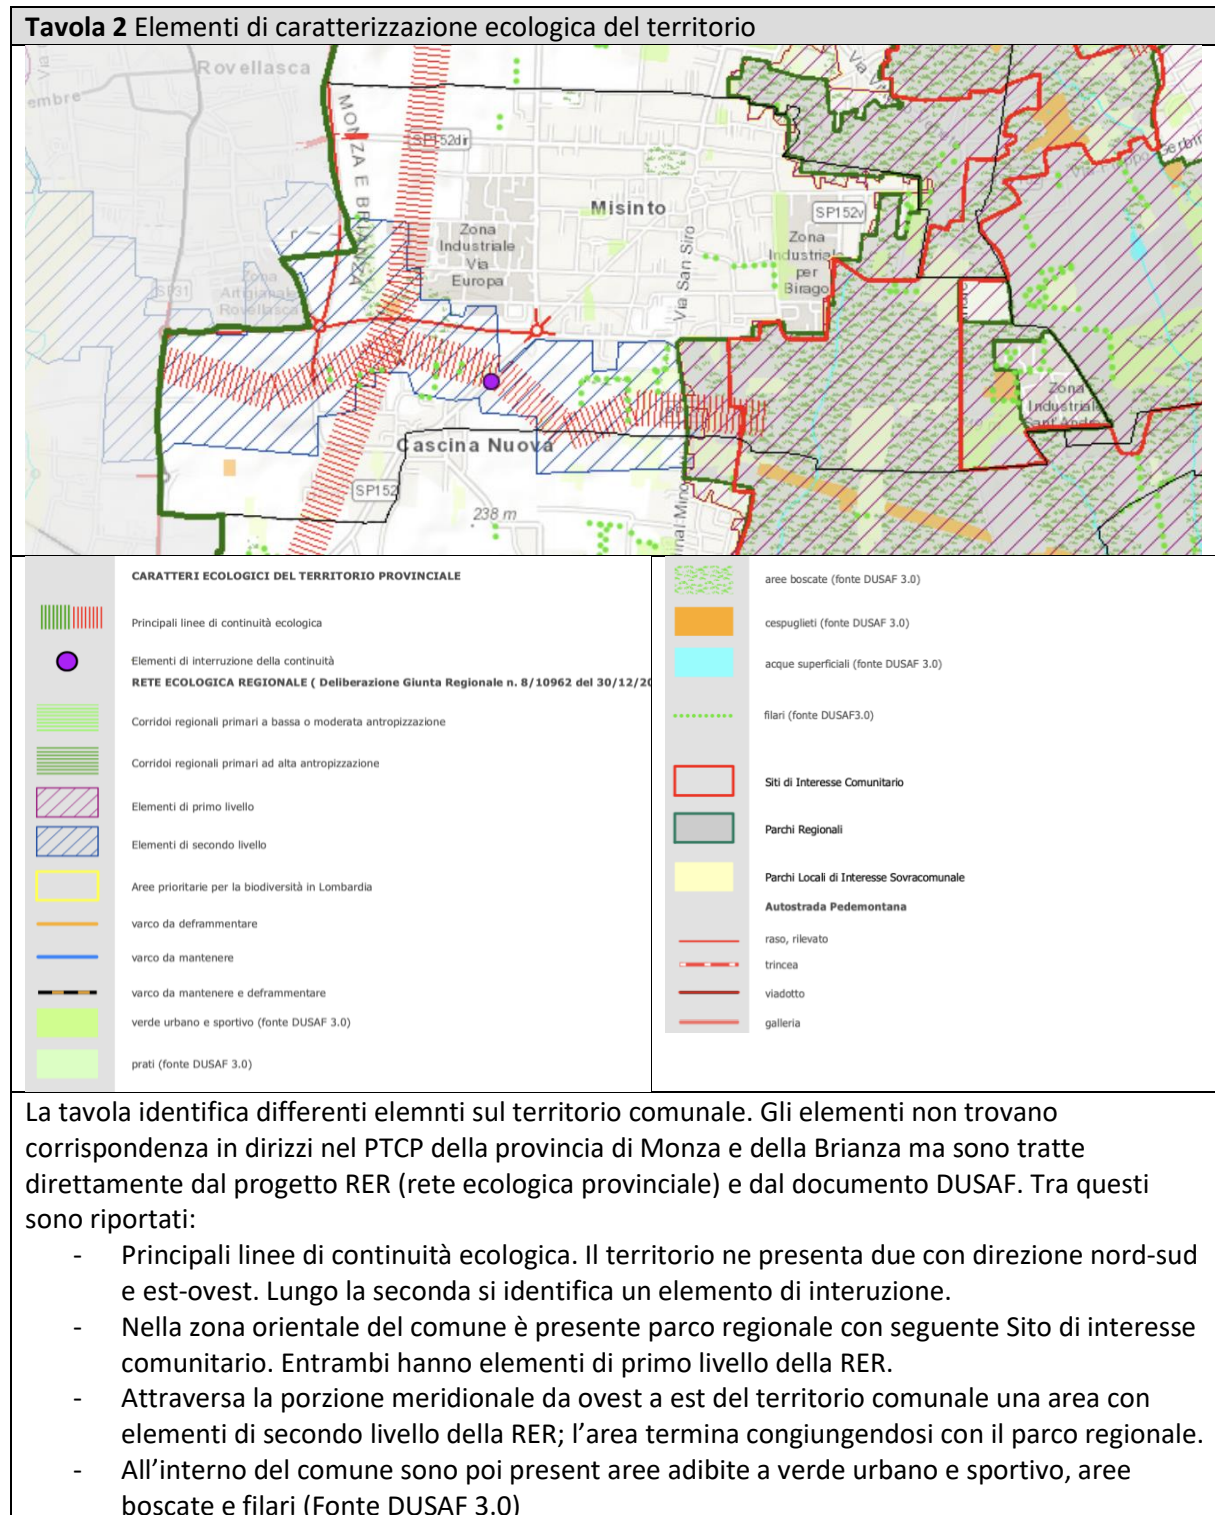 Tavola 2 Elementi di caratterizzazione ecologica del territorio
Rovellasca
embre
Via V
MONZA E BRIANZA
SP152dir
Misinto
SP152v
Zona
Industriale
Via
Europa
Via San Siro
Zona
Industriale
per
Birago
SP31
Zona
Artigianale
Rovellasca
Zona
Industriale
Cascina Nuova
SP152
238 m
CARATTERI ECOLOGICI DEL TERRITORIO PROVINCIALE
Principali linee di continuità ecologica
Elementi di interruzione della continuità
RETE ECOLOGICA REGIONALE ( Deliberazione Giunta Regionale n. 8/10962 del 30/12/20
Corridoi regionali primari a bassa o moderata antropizzazione
Corridoi regionali primari ad alta antropizzazione
Elementi di primo livello
Elementi di secondo livello
Aree prioritarie per la biodiversità in Lombardia
varco da deframmentare
varco da mantenere
varco da mantenere e deframmentare
verde urbano e sportivo (fonte DUSAF 3.0)
prati (fonte DUSAF 3.0)
aree boscate (fonte DUSAF 3.0)
cespuglieti (fonte DUSAF 3.0)
acque superficiali (fonte DUSAF 3.0)
filari (fonte DUSAF3.0)
Siti di Interesse Comunitario
Parchi Regionali
Parchi Locali di Interesse Sovracomunale
Autostrada Pedemontana
raso, rilevato
trincea
viadotto
galleria
La tavola identifica differenti elemnti sul territorio comunale. Gli elementi non trovano
corrispondenza in dirizzi nel PTCP della provincia di Monza e della Brianza ma sono tratte
direttamente dal progetto RER (rete ecologica provinciale) e dal documento DUSAF. Tra questi
sono riportati:
- Principali linee di continuità ecologica. Il territorio ne presenta due con direzione nord-sud
e est-ovest. Lungo la seconda si identifica un elemento di interuzione.
- Nella zona orientale del comune è presente parco regionale con seguente Sito di interesse
comunitario. Entrambi hanno elementi di primo livello della RER.
- Attraversa la porzione meridionale da ovest a est del territorio comunale una area con
elementi di secondo livello della RER; l'area termina congiungendosi con il parco regionale.
- All'interno del comune sono poi present aree adibite a verde urbano e sportivo, aree
boscate e filari (Fonte DUSAF 3.0)